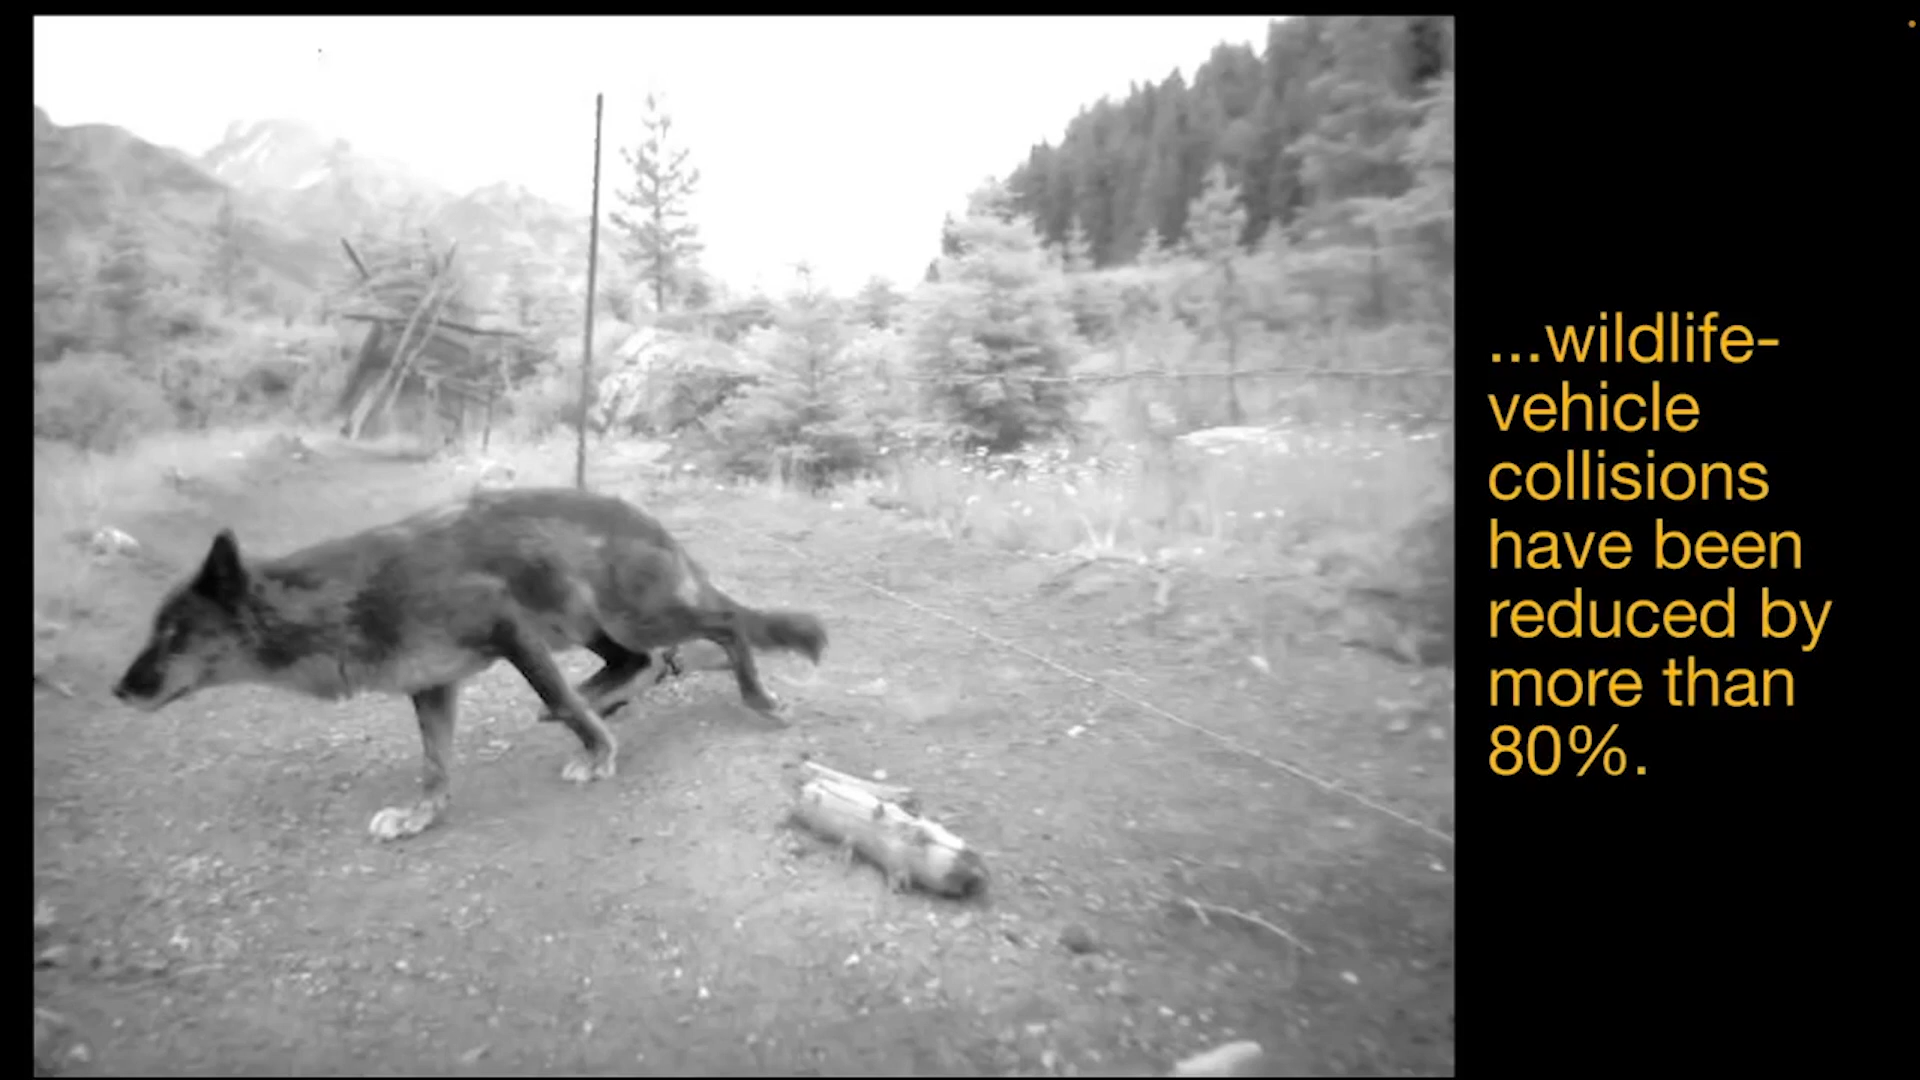 ...wildlife-
vehicle
collisions
have been
reduced by
more than
80%.